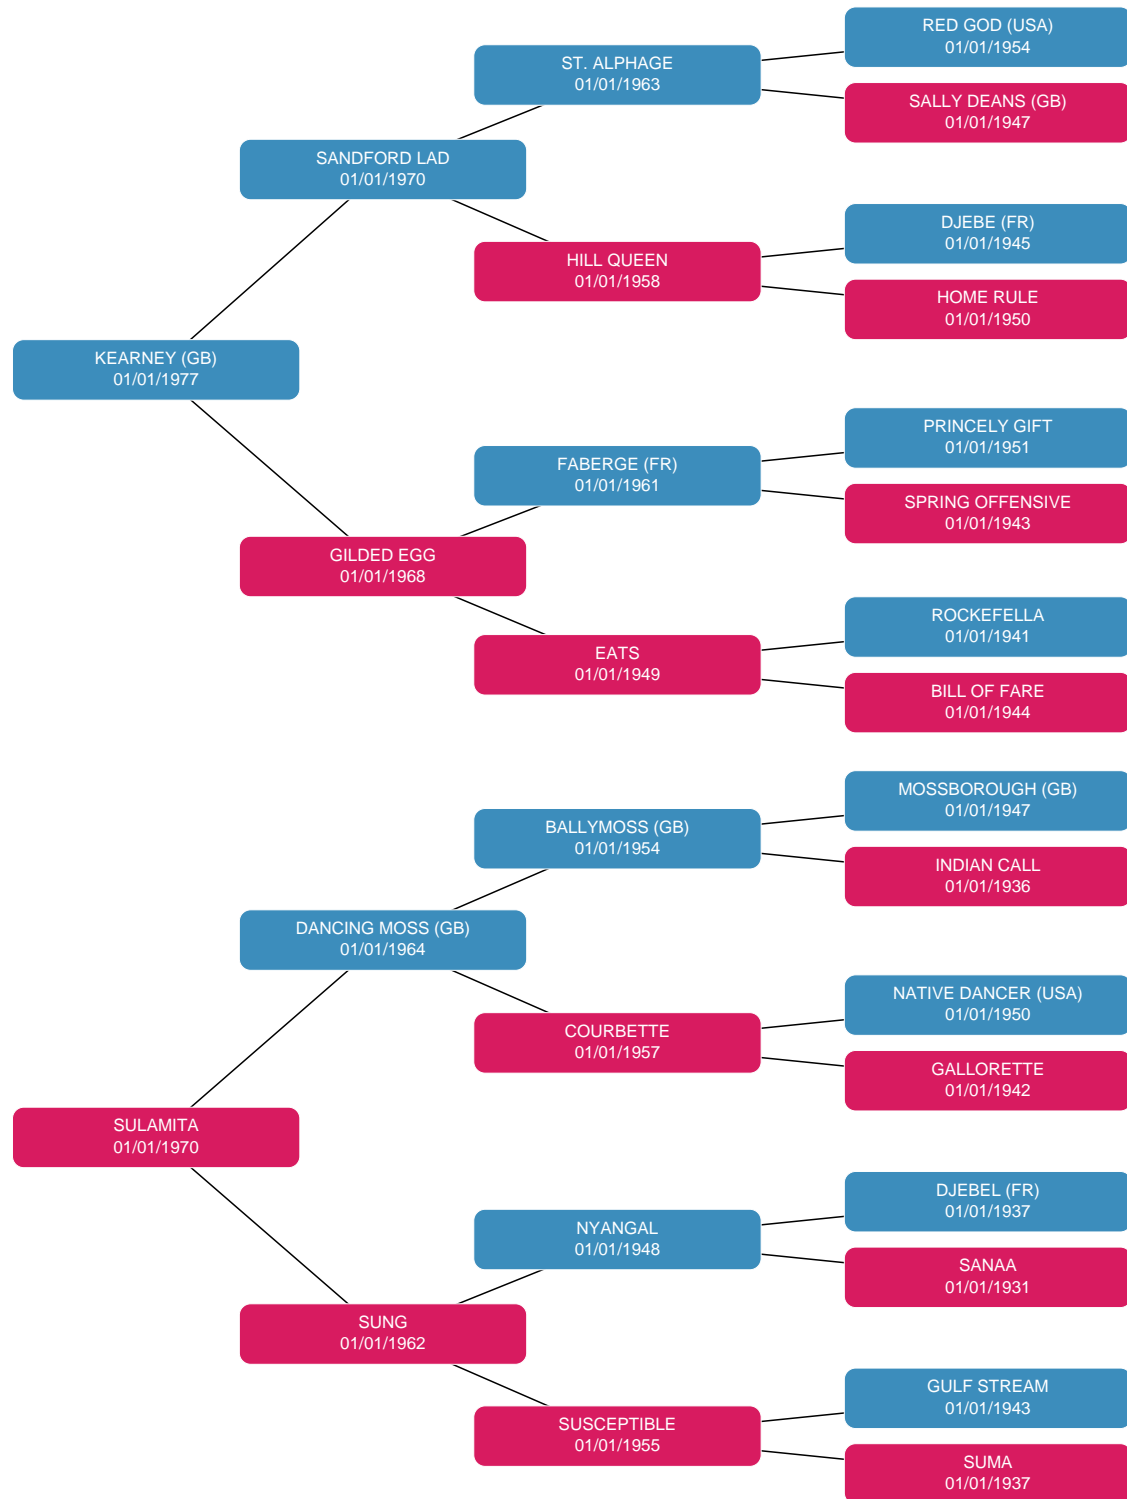 RED GOD (USA)
01/01/1954
ST. ALPHAGE
01/01/1963
SALLY DEANS (GB)
01/01/1947
SANDFORD LAD
01/01/1970
DJEBE (FR)
01/01/1945
HILL QUEEN
01/01/1958
HOME RULE
01/01/1950
KEARNEY (GB)
01/01/1977
PRINCELY GIFT
01/01/1951
FABERGE (FR)
01/01/1961
SPRING OFFENSIVE
01/01/1943
GILDED EGG
01/01/1968
ROCKEFELLA
01/01/1941
EATS
01/01/1949
BILL OF FARE
01/01/1944
MOSSBOROUGH (GB)
01/01/1947
BALLYMOSS (GB)
01/01/1954
INDIAN CALL
01/01/1936
DANCING MOSS (GB)
01/01/1964
NATIVE DANCER (USA)
01/01/1950
COURBETTE
01/01/1957
GALLORETTE
01/01/1942
SULAMITA
01/01/1970
DJEBEL (FR)
01/01/1937
NYANGAL
01/01/1948
SANAA
01/01/1931
SUNG
01/01/1962
GULF STREAM
01/01/1943
SUSCEPTIBLE
01/01/1955
SUMA
01/01/1937